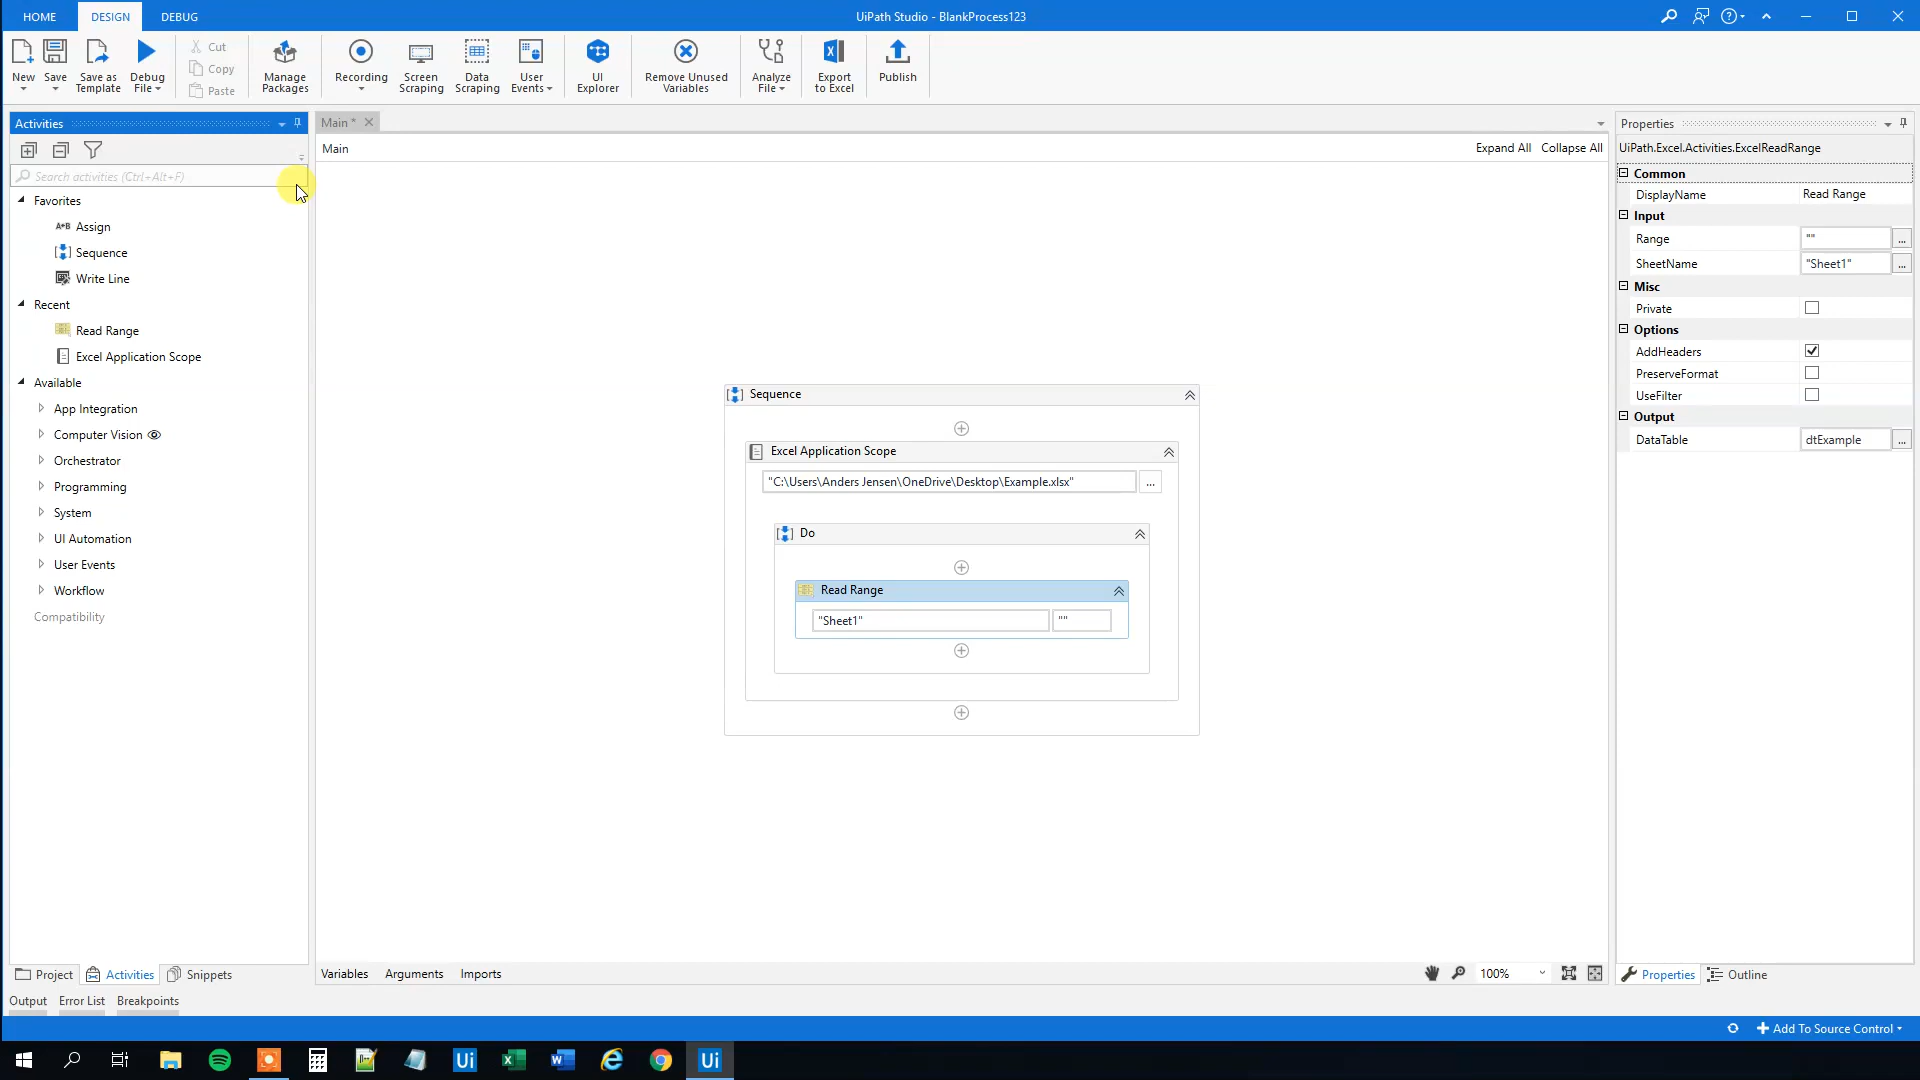 HOME DESIGN DEBUG UiPath Studio - BlankProcess123
New Save Save as Template Debug File Cut Copy Paste Manage Packages Recording Screen Scraping Data Scraping User Events UI Explorer Remove Unused Variables Analyze File Export to Excel Publish
Activities
Search activities (Ctrl+Alt+F)
Favorites
A+B Assign
Sequence
Write Line
Recent
Read Range
Excel Application Scope
Available
App Integration
Computer Vision
Orchestrator
Programming
System
UI Automation
User Events
Workflow
Compatibility
Project Activities Snippets
Main *
Main Expand All Collapse All
Sequence
Excel Application Scope
"C:\Users\Anders Jensen\OneDrive\Desktop\Example.xlsx" ...
Do
Read Range
"Sheet1" ""
Variables Arguments Imports 100%
Properties
UiPath.Excel.Activities.ExcelReadRange
Common
DisplayName Read Range
Input
Range "" ...
SheetName "Sheet1" ...
Misc
Private
Options
AddHeaders
PreserveFormat
UseFilter
Output
DataTable dtExample ...
Properties Outline
Output Error List Breakpoints
Add To Source Control
Ui Ui